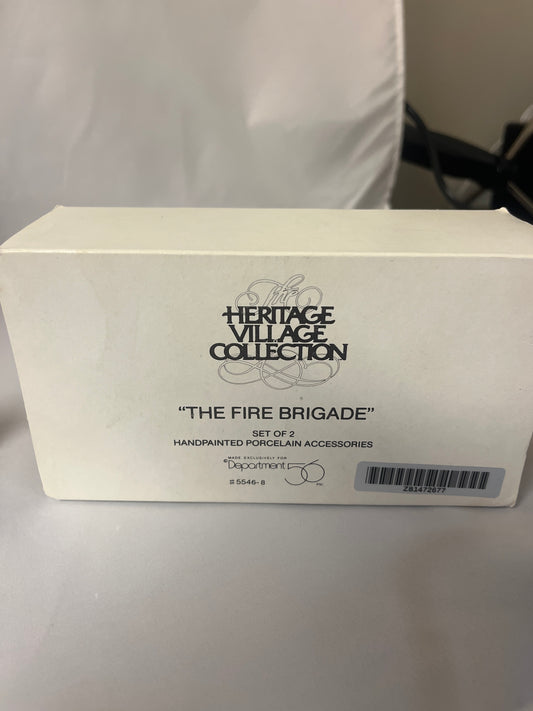 The
HERITAGE
VILLAGE
COLLECTION
“THE FIRE BRIGADE”
SET OF 2
HANDPAINTED PORCELAIN ACCESSORIES
MADE EXCLUSIVELY FOR
©Department 56
5546-8
Z81472677